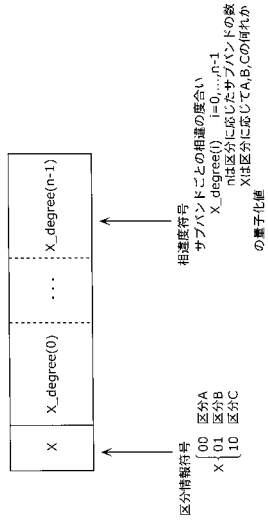 X X_degree(0) ・・・ X_degree(n-1)
区分情報符号
X { 00 区分A
01 区分B
10 区分C
相違度符号
サブバンドごとの相違の度合い
X_degree(i) i=0,...,n-1
nは区分に応じたサブバンドの数
Xは区分に応じてA,B,Cの何れか
の量子化値